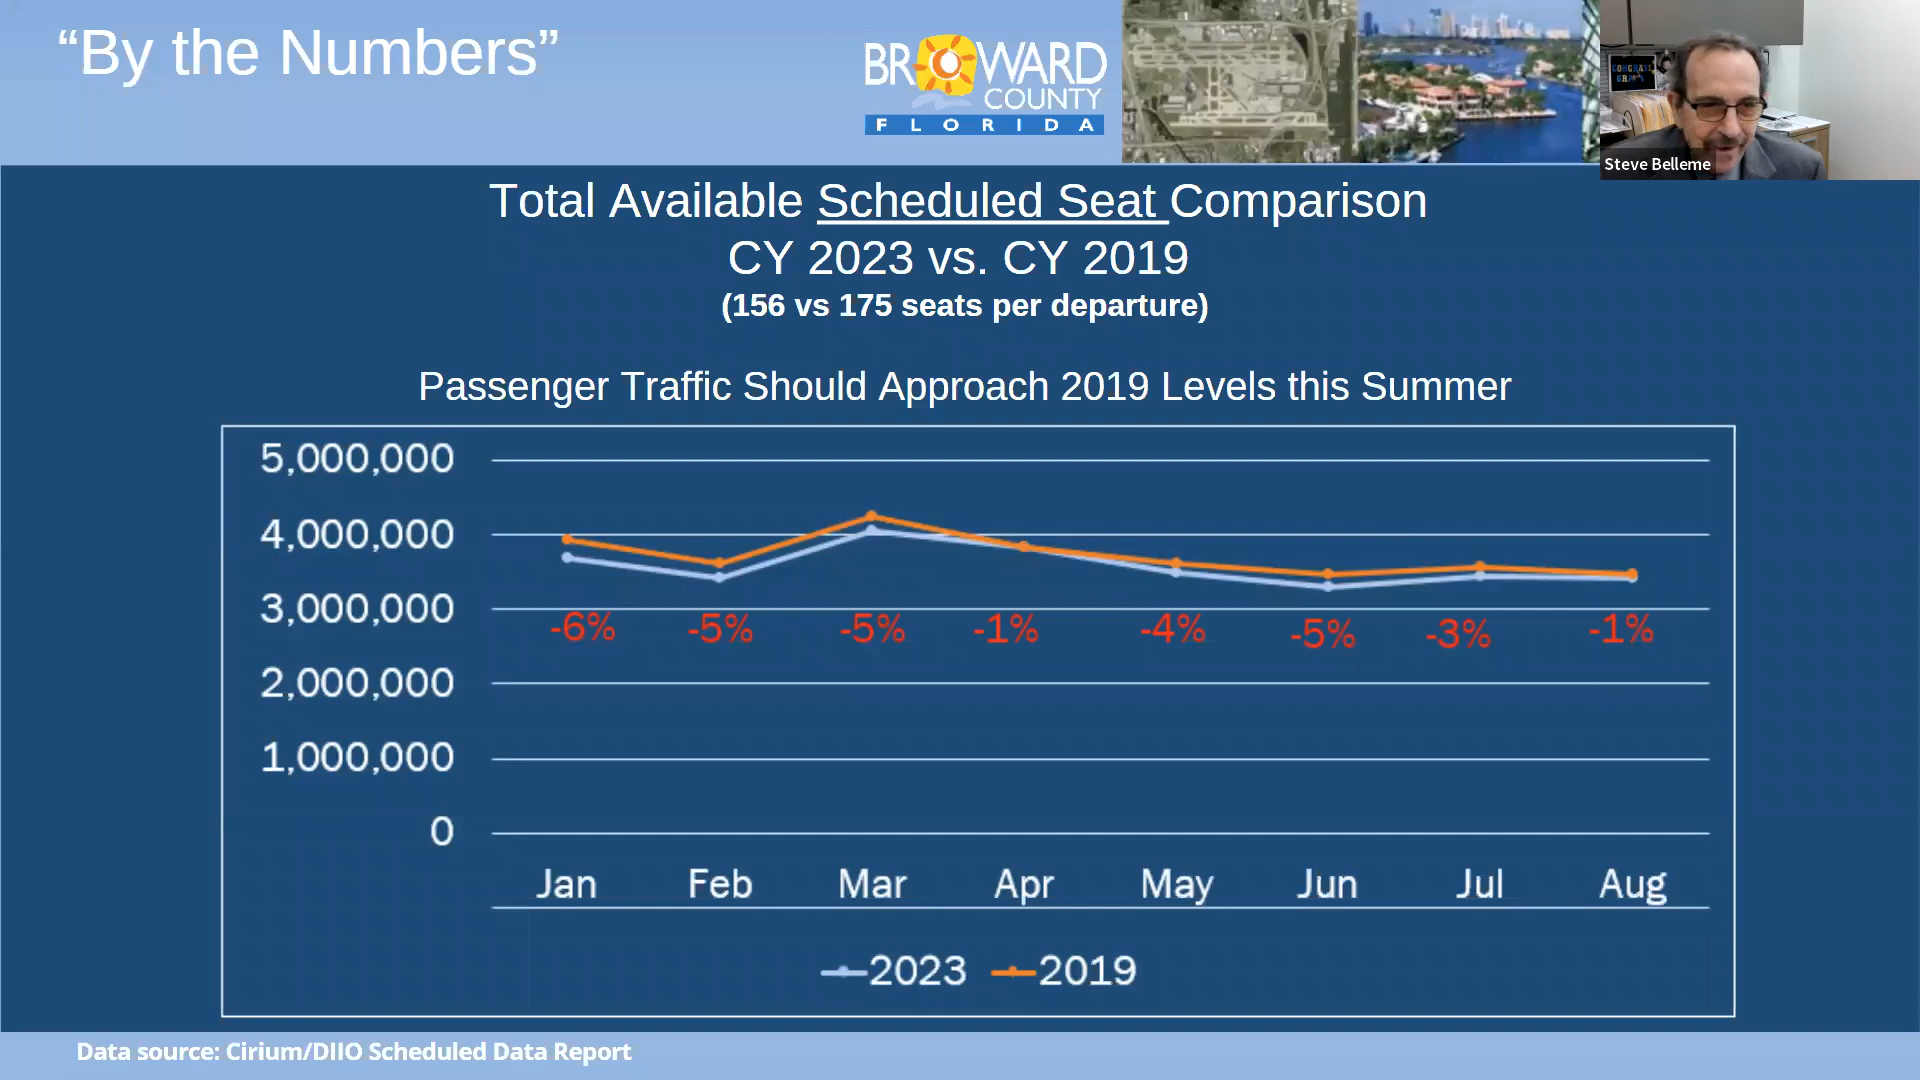 “By the Numbers”
BROWARD
COUNTY
FLORIDA
CONGRATS
Steve Belleme
Total Available Scheduled Seat Comparison
CY 2023 vs. CY 2019
(156 vs 175 seats per departure)
Passenger Traffic Should Approach 2019 Levels this Summer
5,000,000
4,000,000
3,000,000
-6% -5% -5% -1% -4% -5% -3% -1%
2,000,000
1,000,000
0
Jan Feb Mar Apr May Jun Jul Aug
2023 2019
Data source: Cirium/DIIO Scheduled Data Report